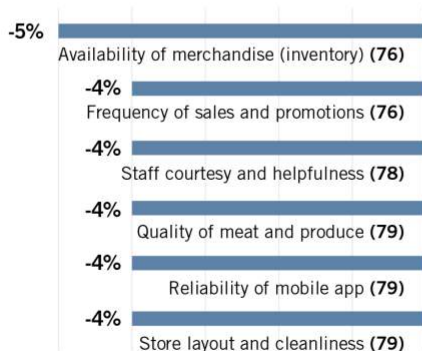 -5%
Availability of merchandise (inventory) (76)
-4%
Frequency of sales and promotions (76)
-4%
Staff courtesy and helpfulness (78)
-4%
Quality of meat and produce (79)
-4%
Reliability of mobile app (79)
-4%
Store layout and cleanliness (79)